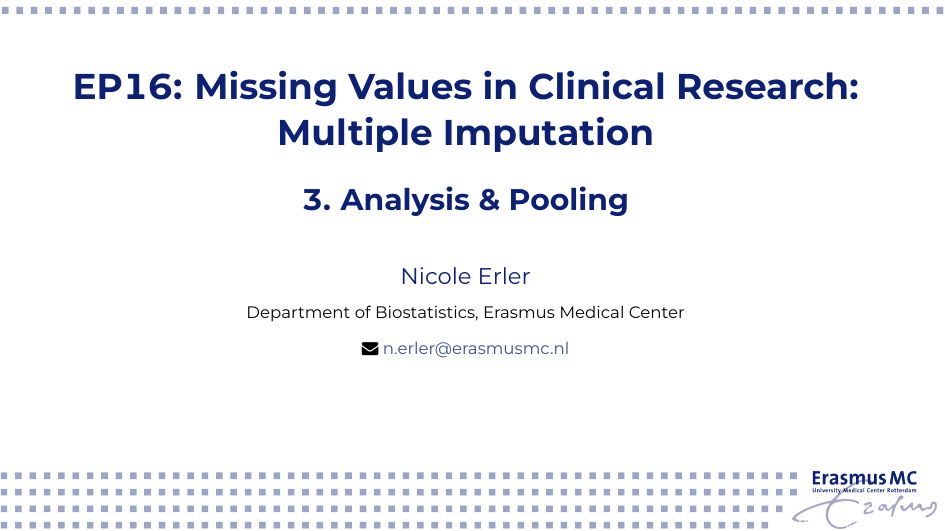 EP16: Missing Values in Clinical Research:
Multiple Imputation
3. Analysis & Pooling
Nicole Erler
Department of Biostatistics, Erasmus Medical Center
n.erler@erasmusmc.nl
Erasmus MC
University Medical Center Rotterdam
Erasmus